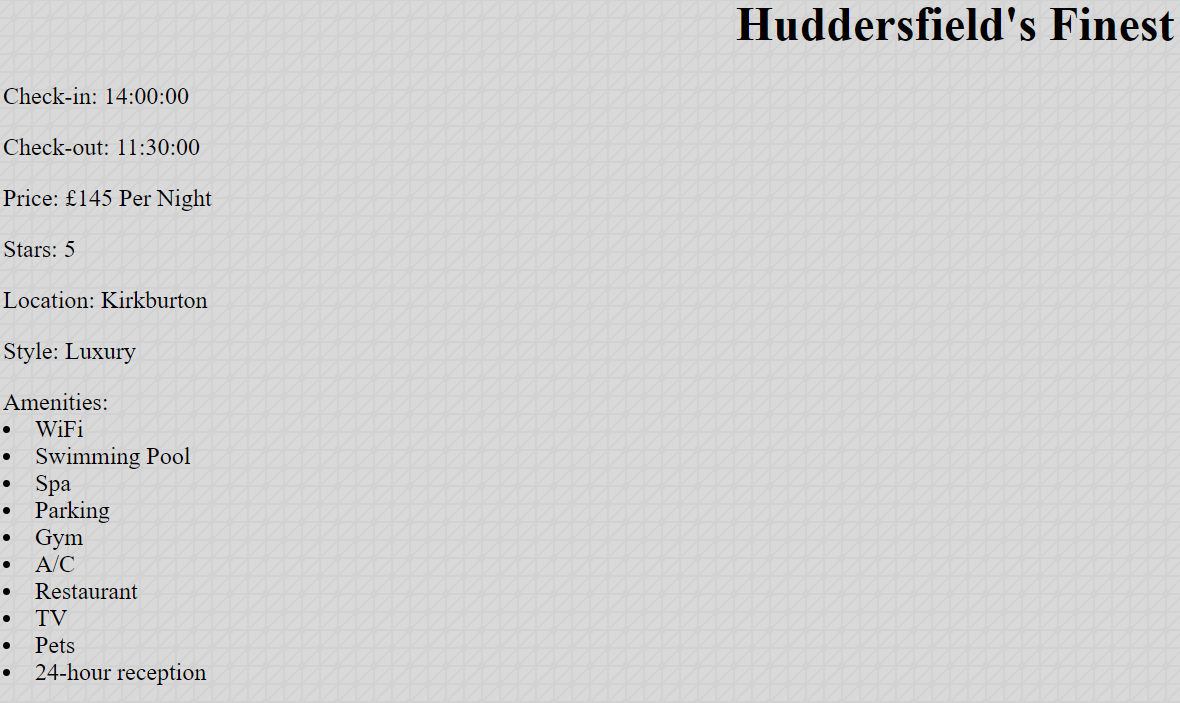 Huddersfield's Finest
Check-in: 14:00:00
Check-out: 11:30:00
Price: £145 Per Night
Stars: 5
Location: Kirkburton
Style: Luxury
Amenities:
• WiFi
• Swimming Pool
• Spa
• Parking
• Gym
• A/C
• Restaurant
• TV
• Pets
• 24-hour reception